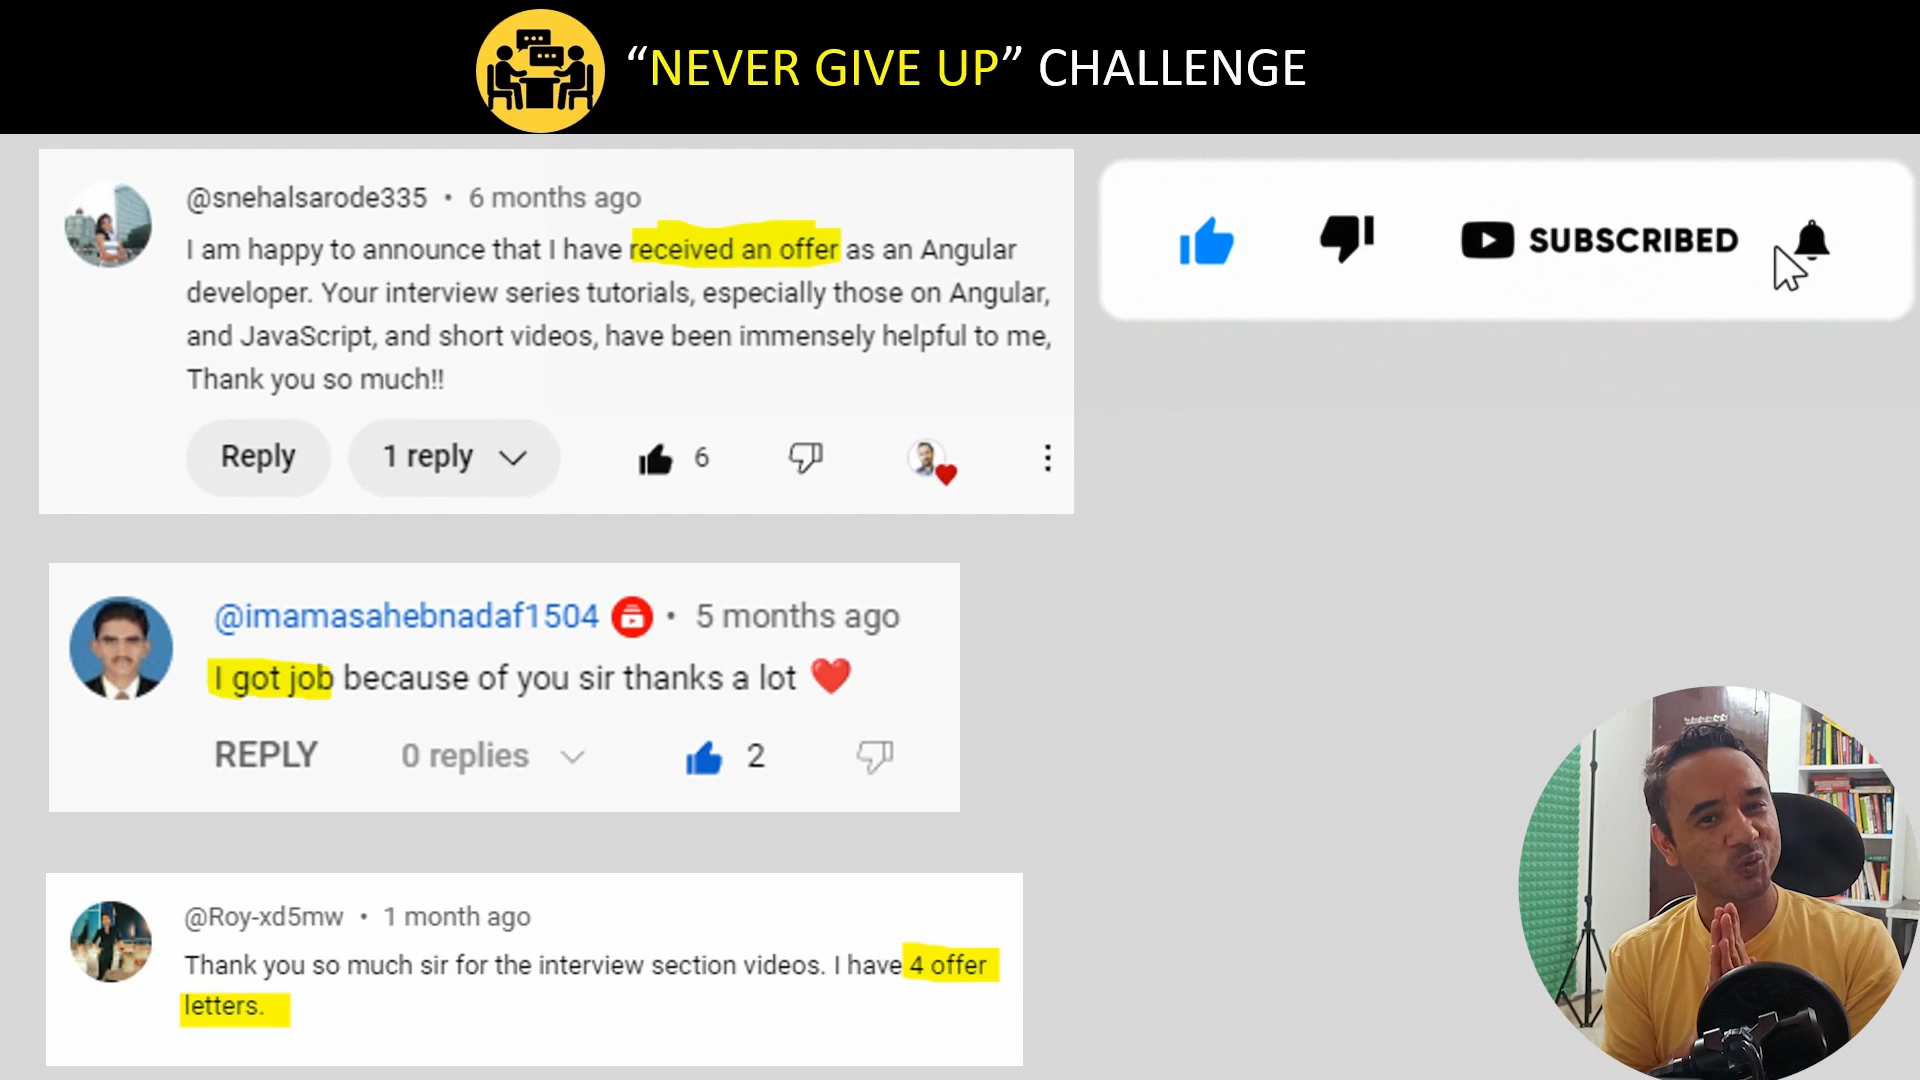 “NEVER GIVE UP” CHALLENGE
@snehalsarode335 • 6 months ago
I am happy to announce that I have received an offer as an Angular
developer. Your interview series tutorials, especially those on Angular,
and JavaScript, and short videos, have been immensely helpful to me,
Thank you so much!!
Reply 1 reply 6
SUBSCRIBED
@imamasahebnadaf1504 • 5 months ago
I got job because of you sir thanks a lot ❤️
REPLY 0 replies 2
@Roy-xd5mw • 1 month ago
Thank you so much sir for the interview section videos. I have 4 offer
letters.